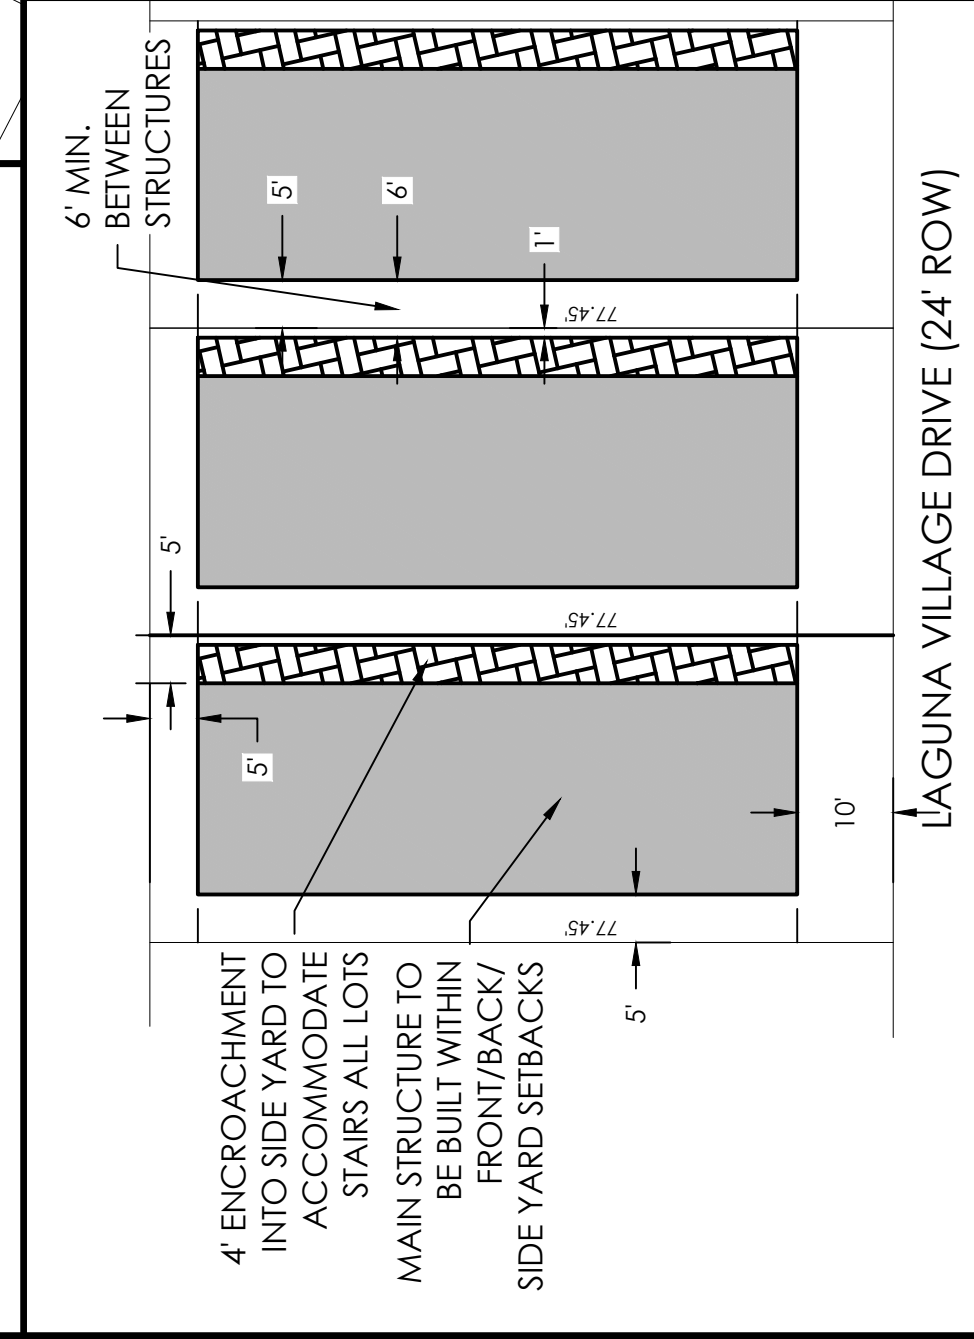 6' MIN.
BETWEEN
STRUCTURES
5'
6'
1'
77.45'
5'
77.45'
5'
10'
77.45'
5'
4' ENCROACHMENT
INTO SIDE YARD TO
ACCOMMODATE
STAIRS ALL LOTS
MAIN STRUCTURE TO
BE BUILT WITHIN
FRONT/BACK/
SIDE YARD SETBACKS
LAGUNA VILLAGE DRIVE (24' ROW)